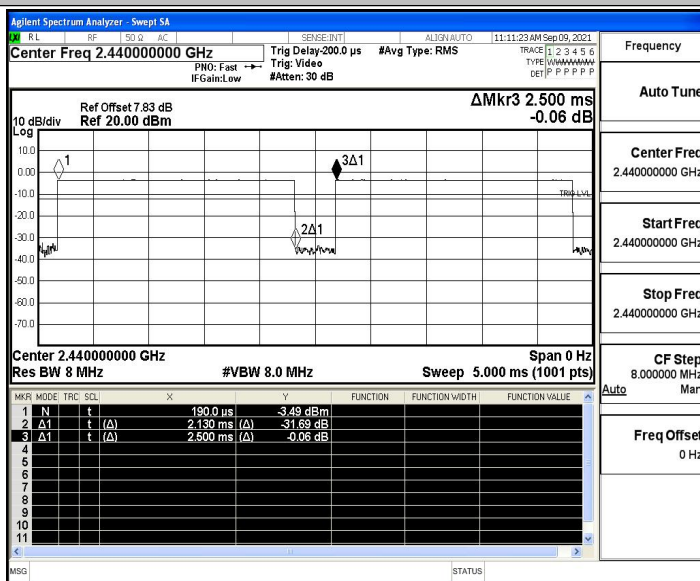 Agilent Spectrum Analyzer - Swept SA
LXI RL RF 50 Ω AC SENSE:INT ALIGN AUTO 11:11:23 AM Sep 09, 2021
Center Freq 2.440000000 GHz Trig Delay-200.0 µs #Avg Type: RMS TRACE 1 2 3 4 5 6
PNO: Fast Trig: Video TYPE WWWWWW
IFGain:Low #Atten: 30 dB DET P P P P P P
Ref Offset 7.83 dB ΔMkr3 2.500 ms
10 dB/div Ref 20.00 dBm -0.06 dB
Log
10.0
0.00
-10.0
-20.0
-30.0
-40.0
-50.0
-60.0
-70.0
1
3Δ1
TRIG LVL
2Δ1
Center 2.440000000 GHz Span 0 Hz
Res BW 8 MHz #VBW 8.0 MHz Sweep 5.000 ms (1001 pts)
MKR MODE TRC SCL X Y FUNCTION FUNCTION WIDTH FUNCTION VALUE
1 N t 190.0 µs -3.49 dBm
2 Δ1 t (Δ) 2.130 ms (Δ) -31.69 dB
3 Δ1 t (Δ) 2.500 ms (Δ) -0.06 dB
4
5
6
7
8
9
10
11
MSG STATUS
Frequency
Auto Tune
Center Freq
2.440000000 GHz
Start Freq
2.440000000 GHz
Stop Freq
2.440000000 GHz
CF Step
8.000000 MHz
Auto Man
Freq Offset
0 Hz